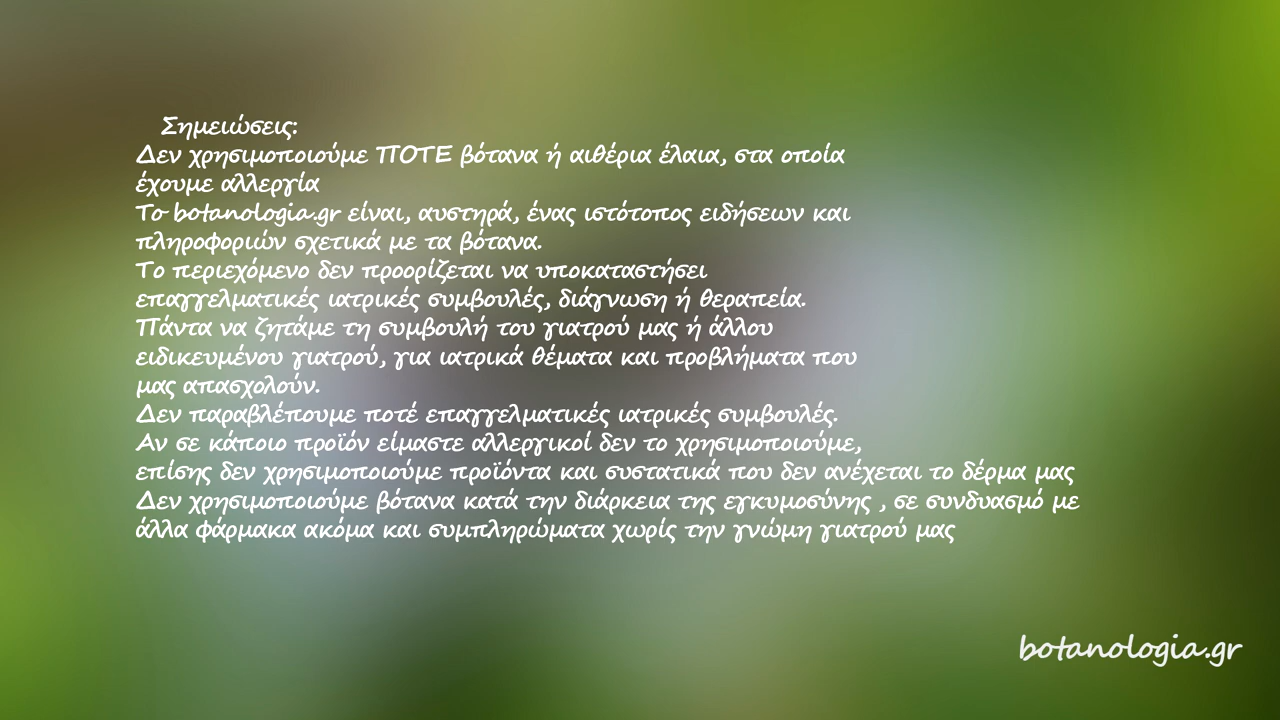 Σημειώσεις:
Δεν χρησιμοποιούμε ΠΟΤΕ βότανα ή αιθέρια έλαια, στα οποία
έχουμε αλλεργία
Το botanologia.gr είναι, αυστηρά, ένας ιστότοπος ειδήσεων και
πληροφοριών σχετικά με τα βότανα.
Το περιεχόμενο δεν προορίζεται να υποκαταστήσει
επαγγελματικές ιατρικές συμβουλές, διάγνωση ή θεραπεία.
Πάντα να ζητάμε τη συμβουλή του γιατρού μας ή άλλου
ειδικευμένου γιατρού, για ιατρικά θέματα και προβλήματα που
μας απασχολούν.
Δεν παραβλέπουμε ποτέ επαγγελματικές ιατρικές συμβουλές.
Αν σε κάποιο προϊόν είμαστε αλλεργικοί δεν το χρησιμοποιούμε,
επίσης δεν χρησιμοποιούμε προϊόντα και συστατικά που δεν ανέχεται το δέρμα μας
Δεν χρησιμοποιούμε βότανα κατά την διάρκεια της εγκυμοσύνης , σε συνδυασμό με
άλλα φάρμακα ακόμα και συμπληρώματα χωρίς την γνώμη γιατρού μας
botanologia.gr